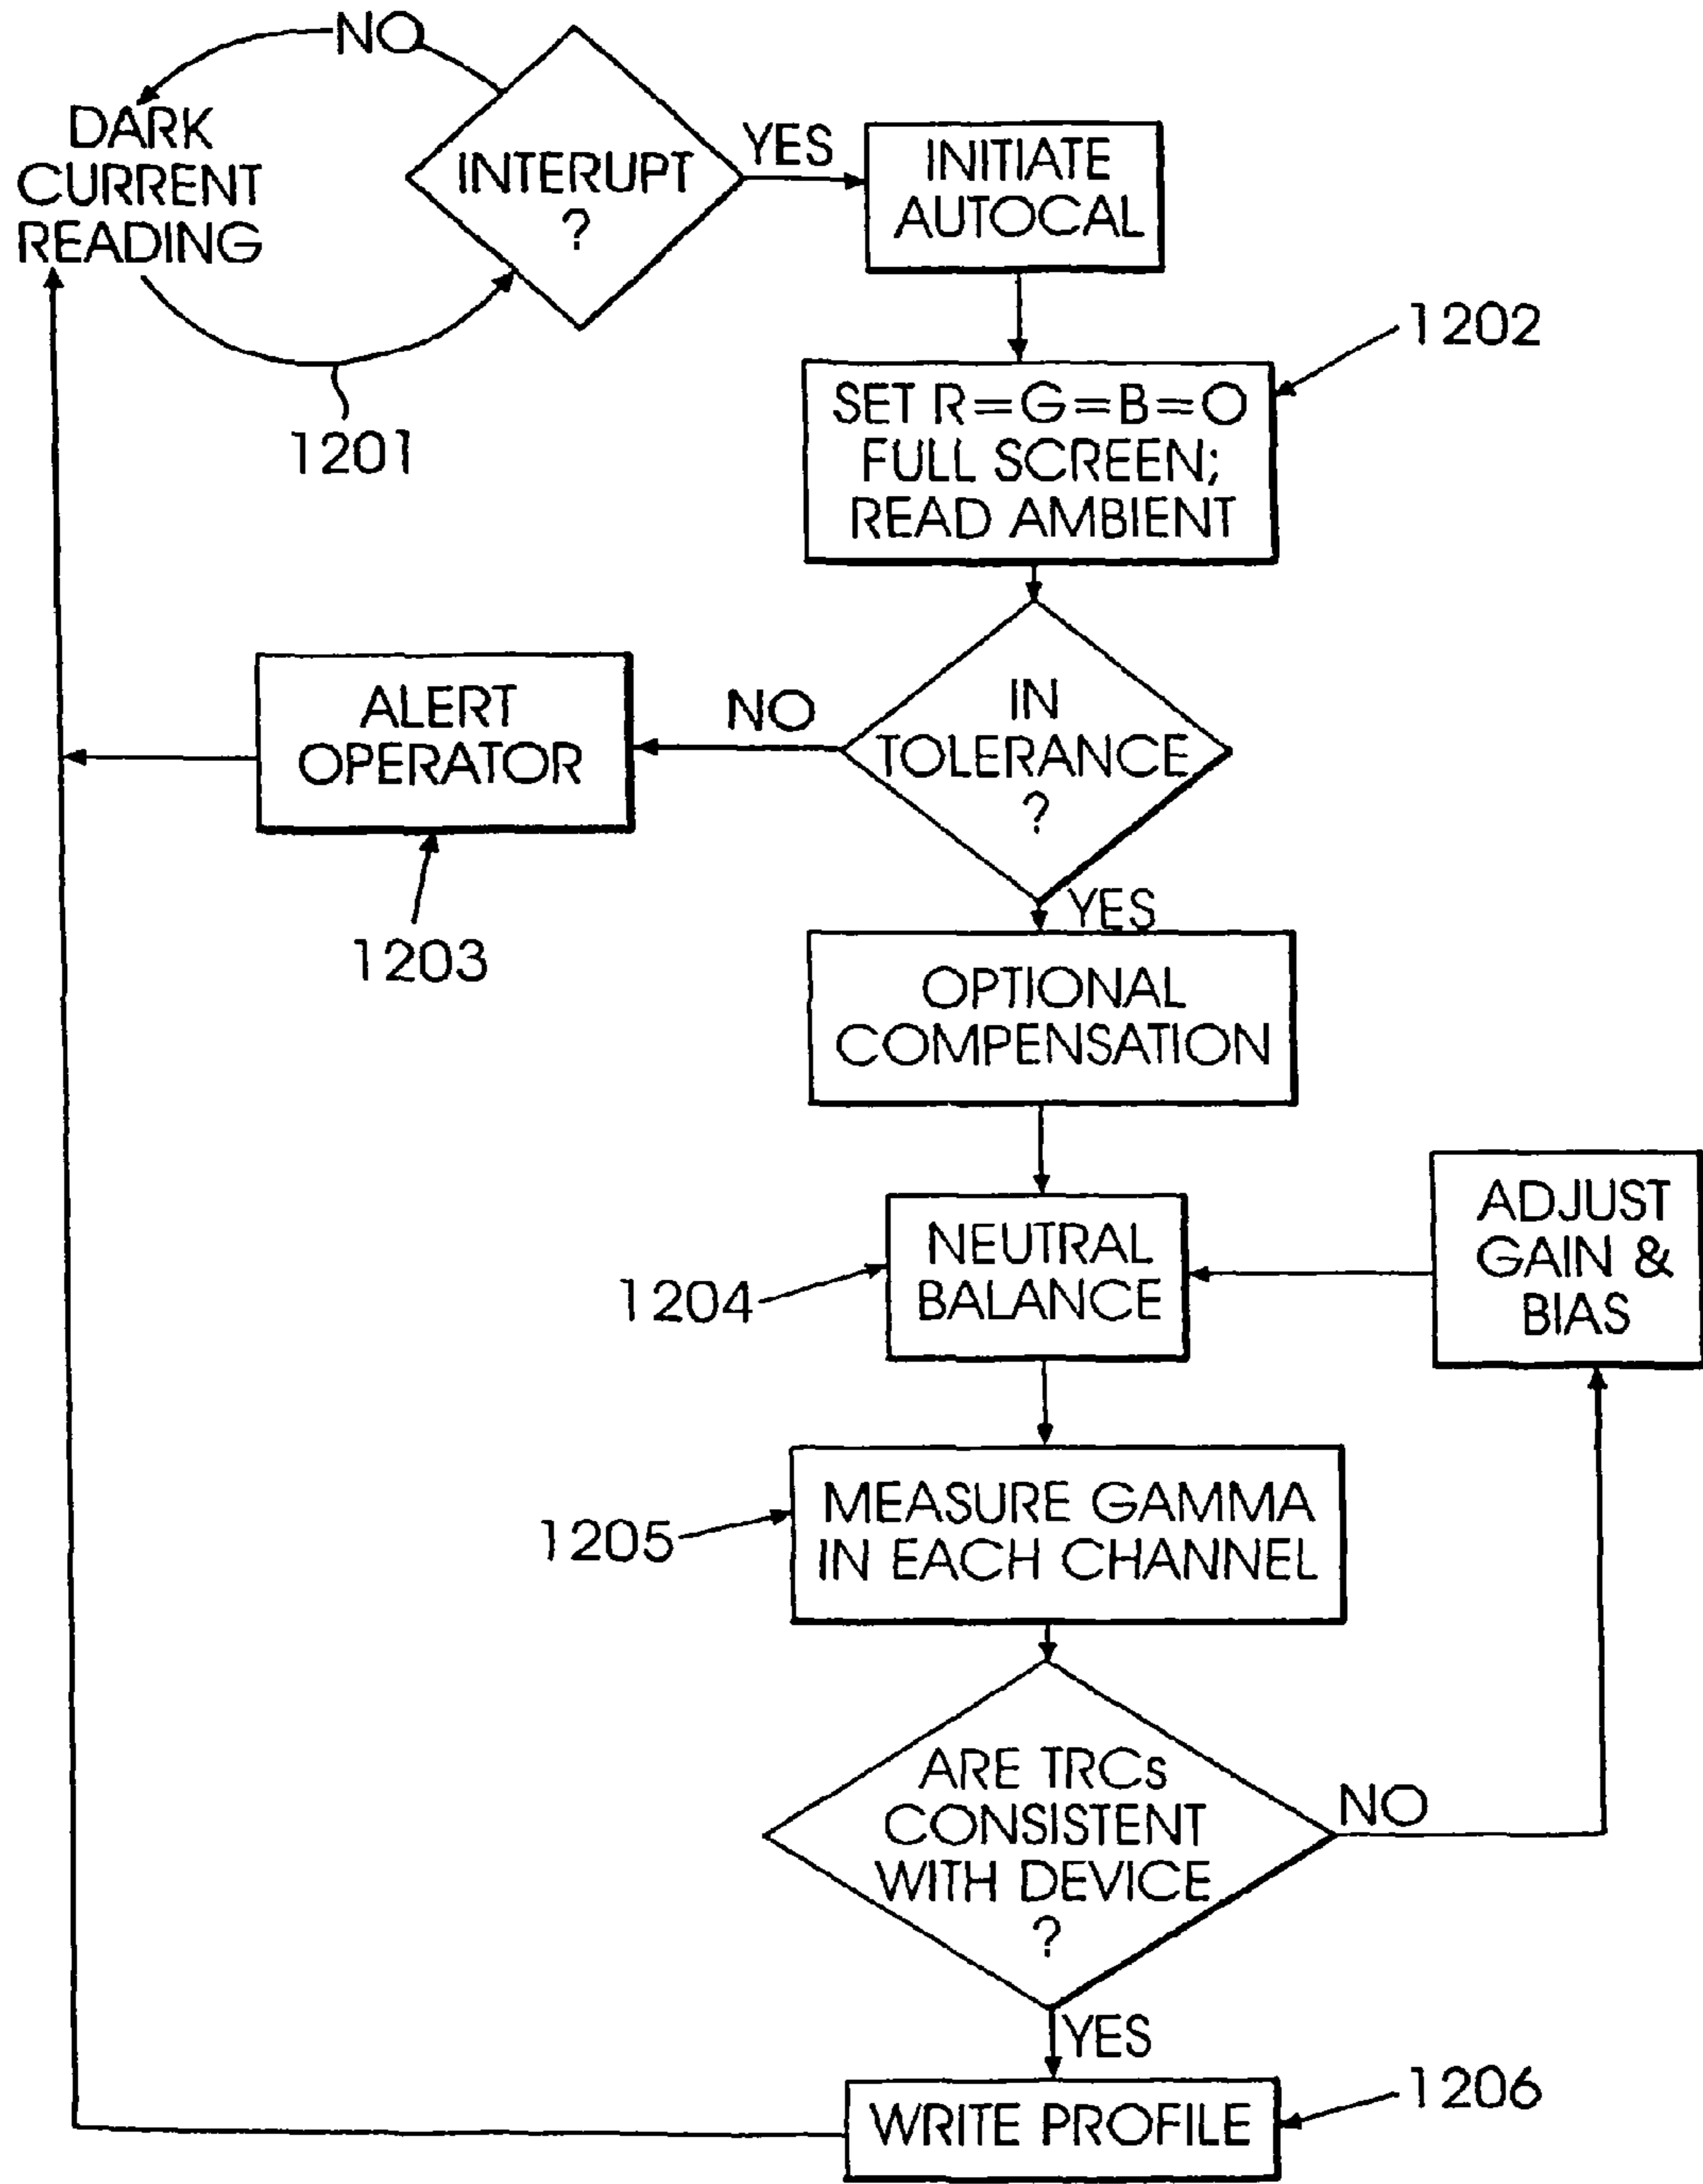 NO
DARK
CURRENT
READING
INTERUPT
?
YES
INITIATE
AUTOCAL
1201
1202
SET R=G=B=O
FULL SCREEN;
READ AMBIENT
IN
TOLERANCE
?
NO
ALERT
OPERATOR
1203
YES
OPTIONAL
COMPENSATION
NEUTRAL
BALANCE
1204
ADJUST
GAIN &
BIAS
MEASURE GAMMA
IN EACH CHANNEL
1205
ARE TRCs
CONSISTENT
WITH DEVICE
?
NO
YES
WRITE PROFILE
1206